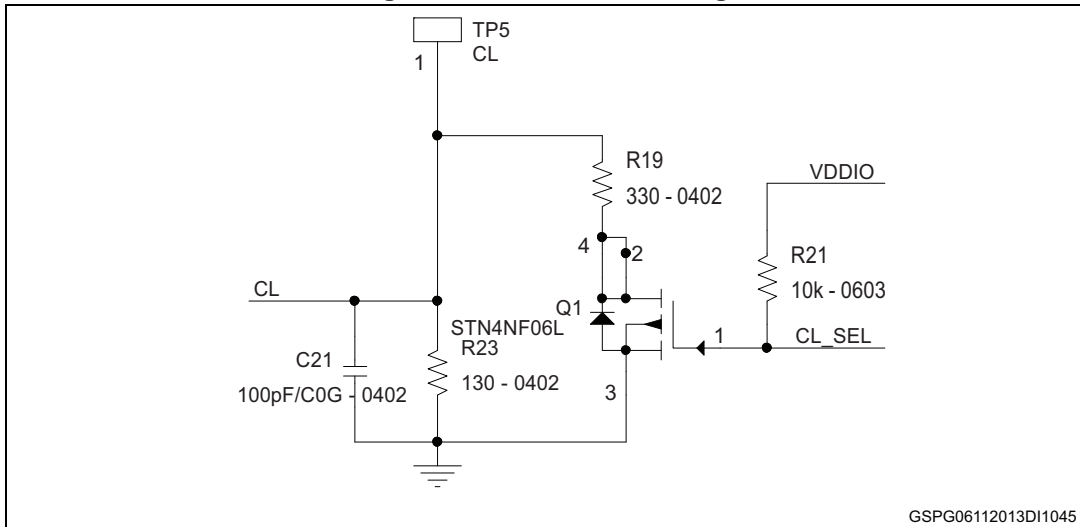 TP5
CL
1
R19
330 - 0402
VDDIO
4
2
R21
10k - 0603
CL
Q1
STN4NF06L
1
CL_SEL
R23
C21
130 - 0402
100pF/C0G - 0402
3
GSPG06112013DI1045